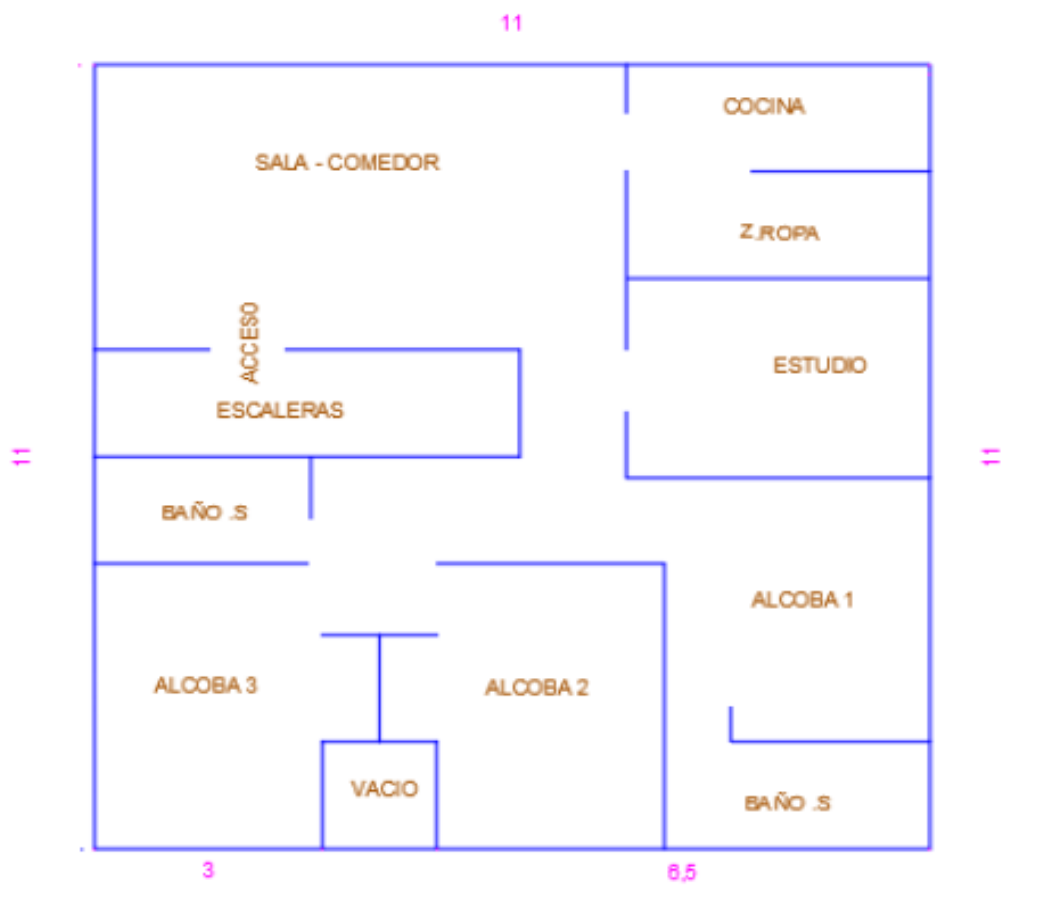 11
COCINA
SALA - COMEDOR
Z.ROPA
ACCESO
ESTUDIO
ESCALERAS
11
11
BAÑO .S
ALCOBA 1
ALCOBA 3
ALCOBA 2
VACIO
BAÑO .S
3
6,5